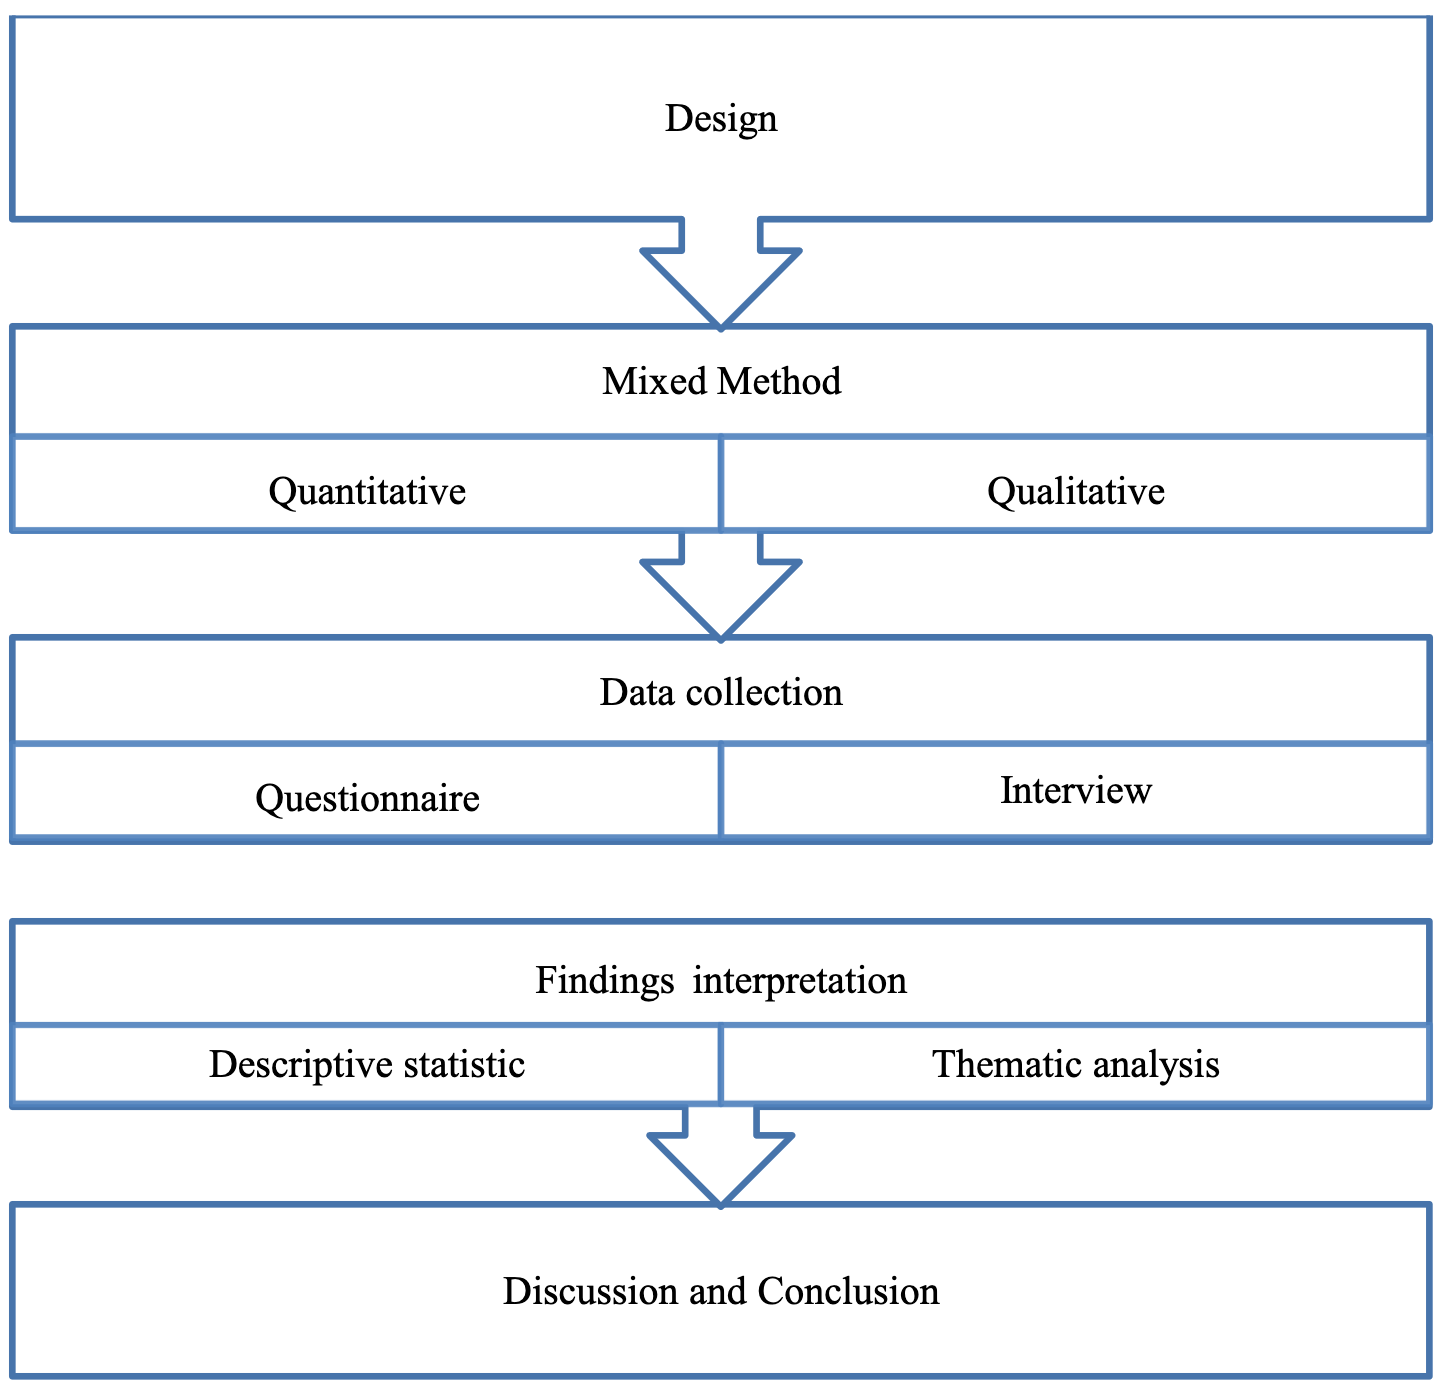 Design
Mixed Method
Quantitative
Qualitative
Data collection
Questionnaire
Interview
Findings interpretation
Descriptive statistic
Thematic analysis
Discussion and Conclusion